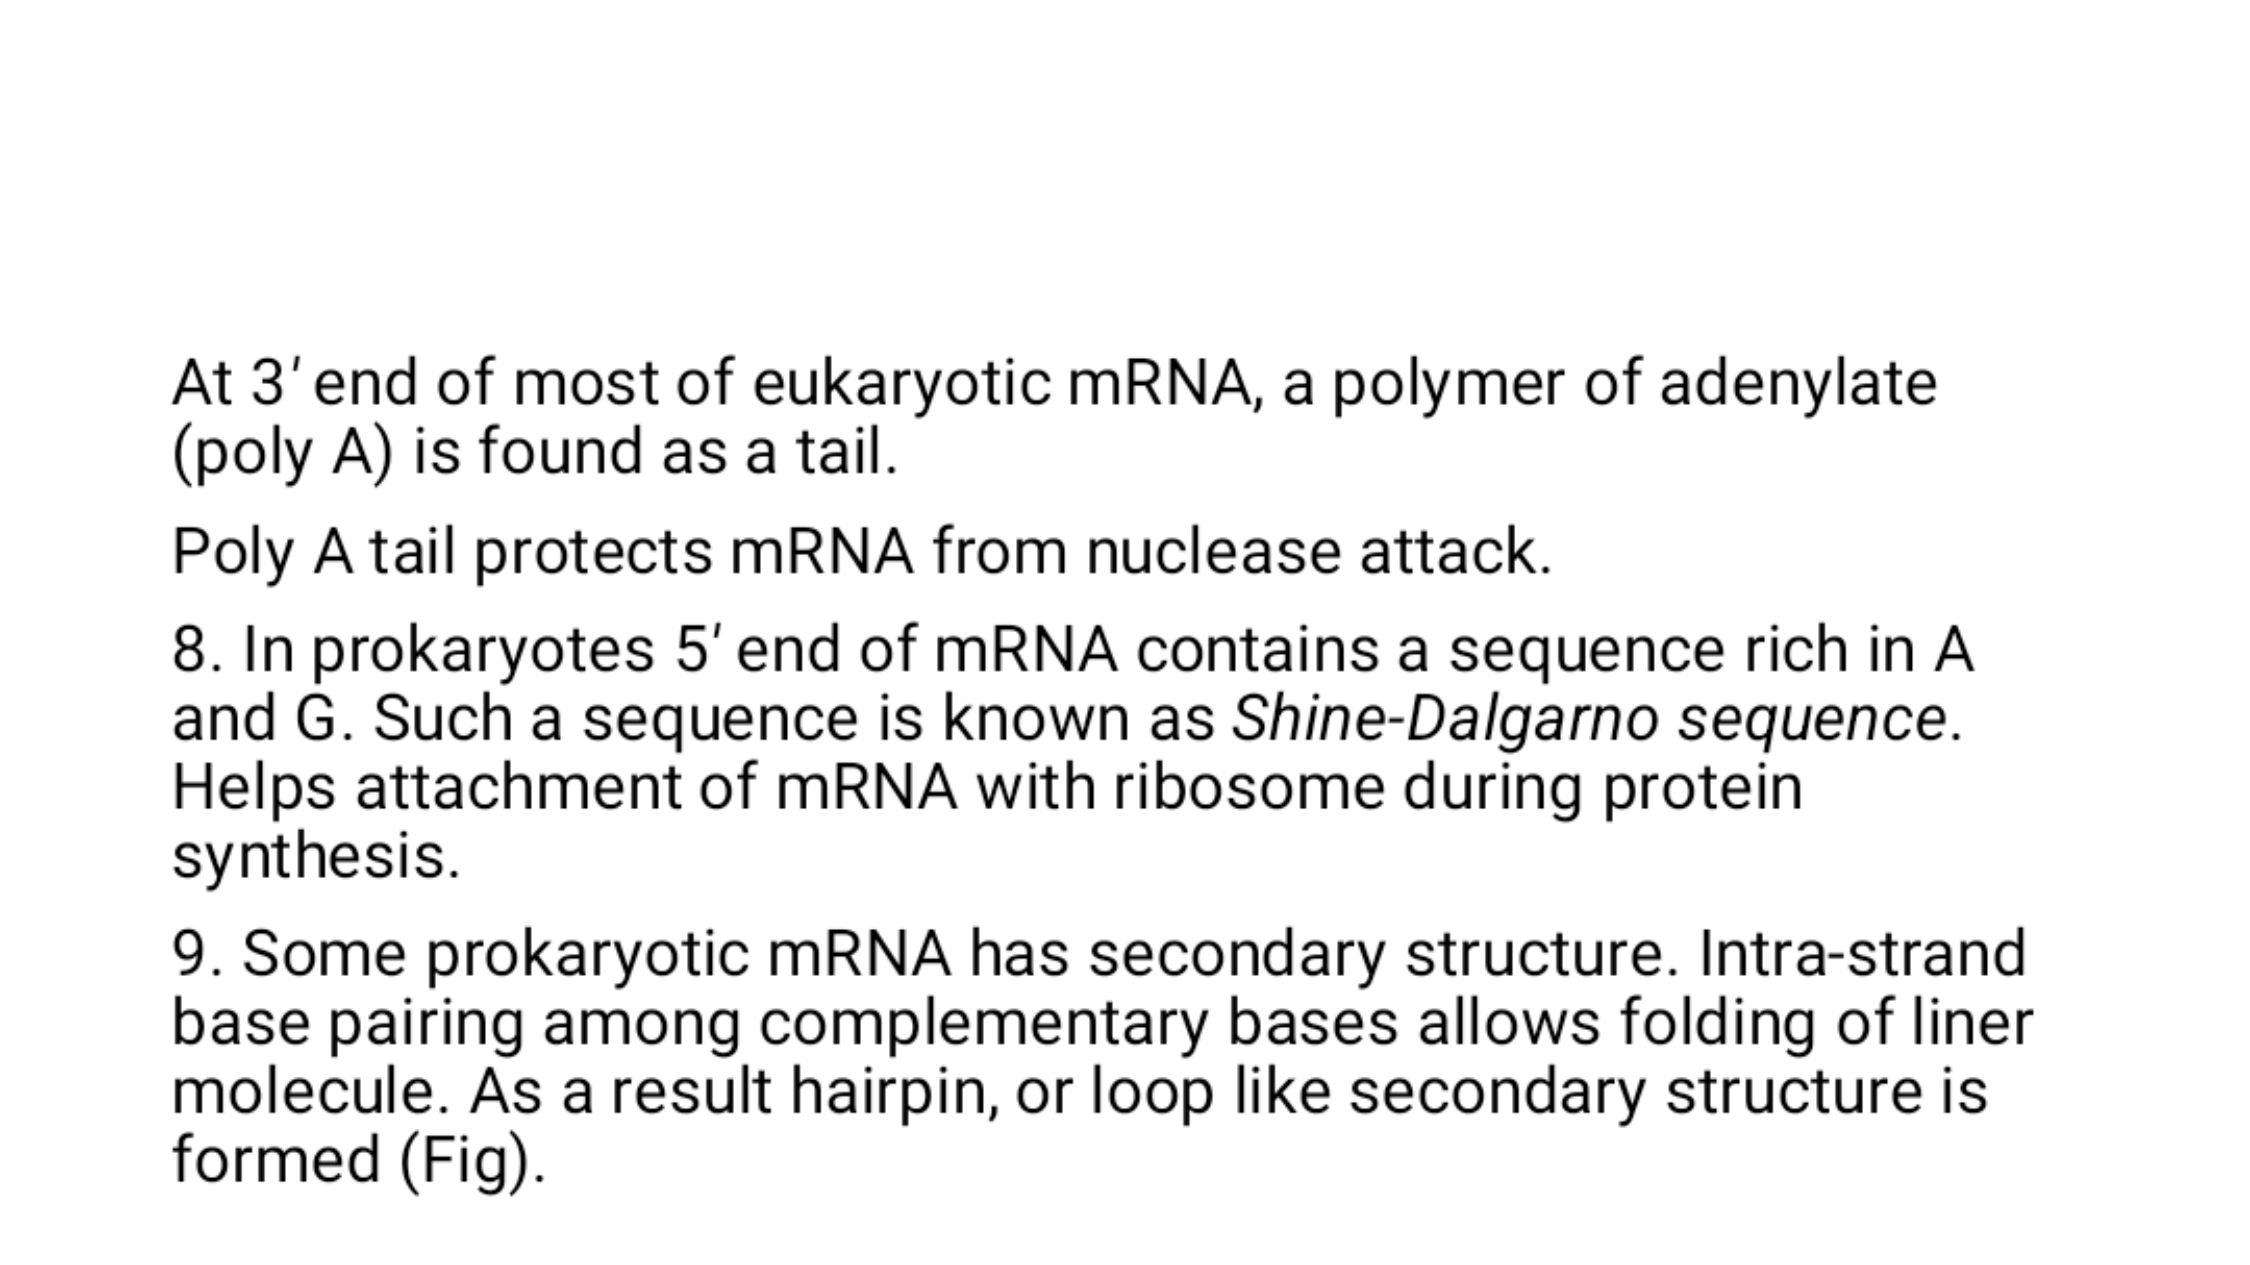 At 3′ end of most of eukaryotic mRNA, a polymer of adenylate
(poly A) is found as a tail.
Poly A tail protects mRNA from nuclease attack.
8. In prokaryotes 5′ end of mRNA contains a sequence rich in A
and G. Such a sequence is known as Shine-Dalgarno sequence.
Helps attachment of mRNA with ribosome during protein
synthesis.
9. Some prokaryotic mRNA has secondary structure. Intra-strand
base pairing among complementary bases allows folding of liner
molecule. As a result hairpin, or loop like secondary structure is
formed (Fig).